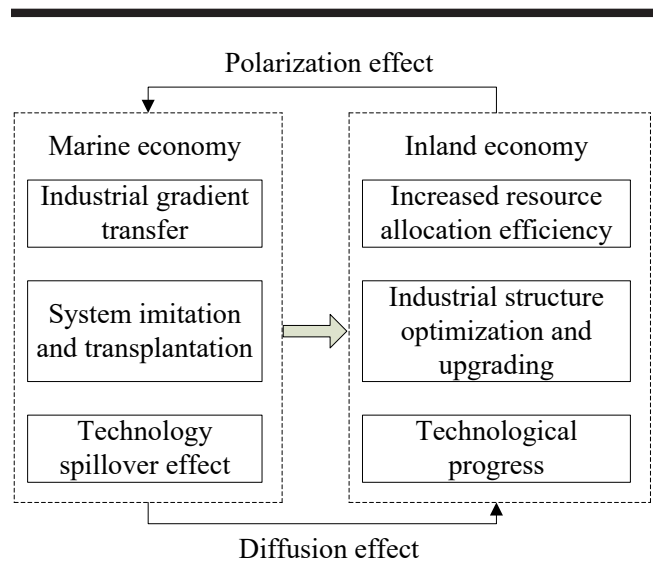 Polarization effect
Marine economy
Industrial gradient
transfer
System imitation
and transplantation
Technology
spillover effect
Inland economy
Increased resource
allocation efficiency
Industrial structure
optimization and
upgrading
Technological
progress
Diffusion effect